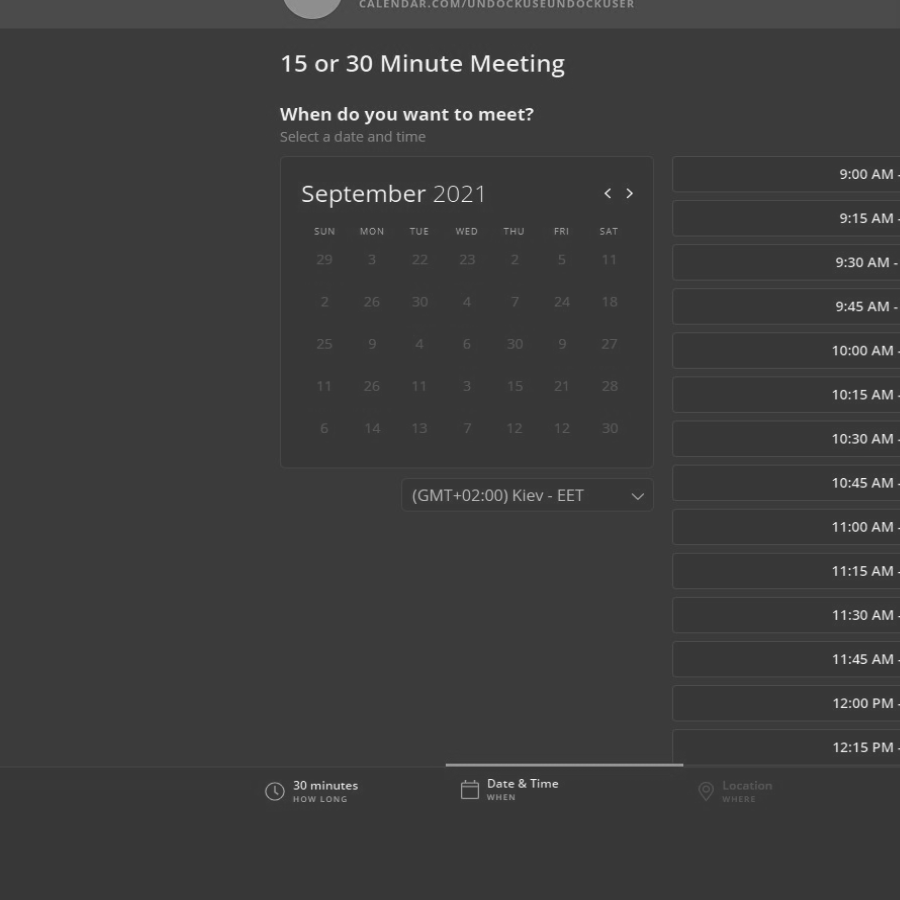 CALENDAR.COM/UNDOCKUSEUNDOCKUSER
15 or 30 Minute Meeting
When do you want to meet?
Select a date and time
September 2021
SUN MON TUE WED THU FRI SAT
29 3 22 23 2 5 11
2 26 30 4 7 24 18
25 9 4 6 30 9 27
11 26 11 3 15 21 28
6 14 13 7 12 12 30
(GMT+02:00) Kiev - EET
9:00 AM -
9:15 AM -
9:30 AM -
9:45 AM -
10:00 AM -
10:15 AM -
10:30 AM -
10:45 AM -
11:00 AM -
11:15 AM -
11:30 AM -
11:45 AM -
12:00 PM -
12:15 PM -
30 minutes
HOW LONG
Date & Time
WHEN
Location
WHERE